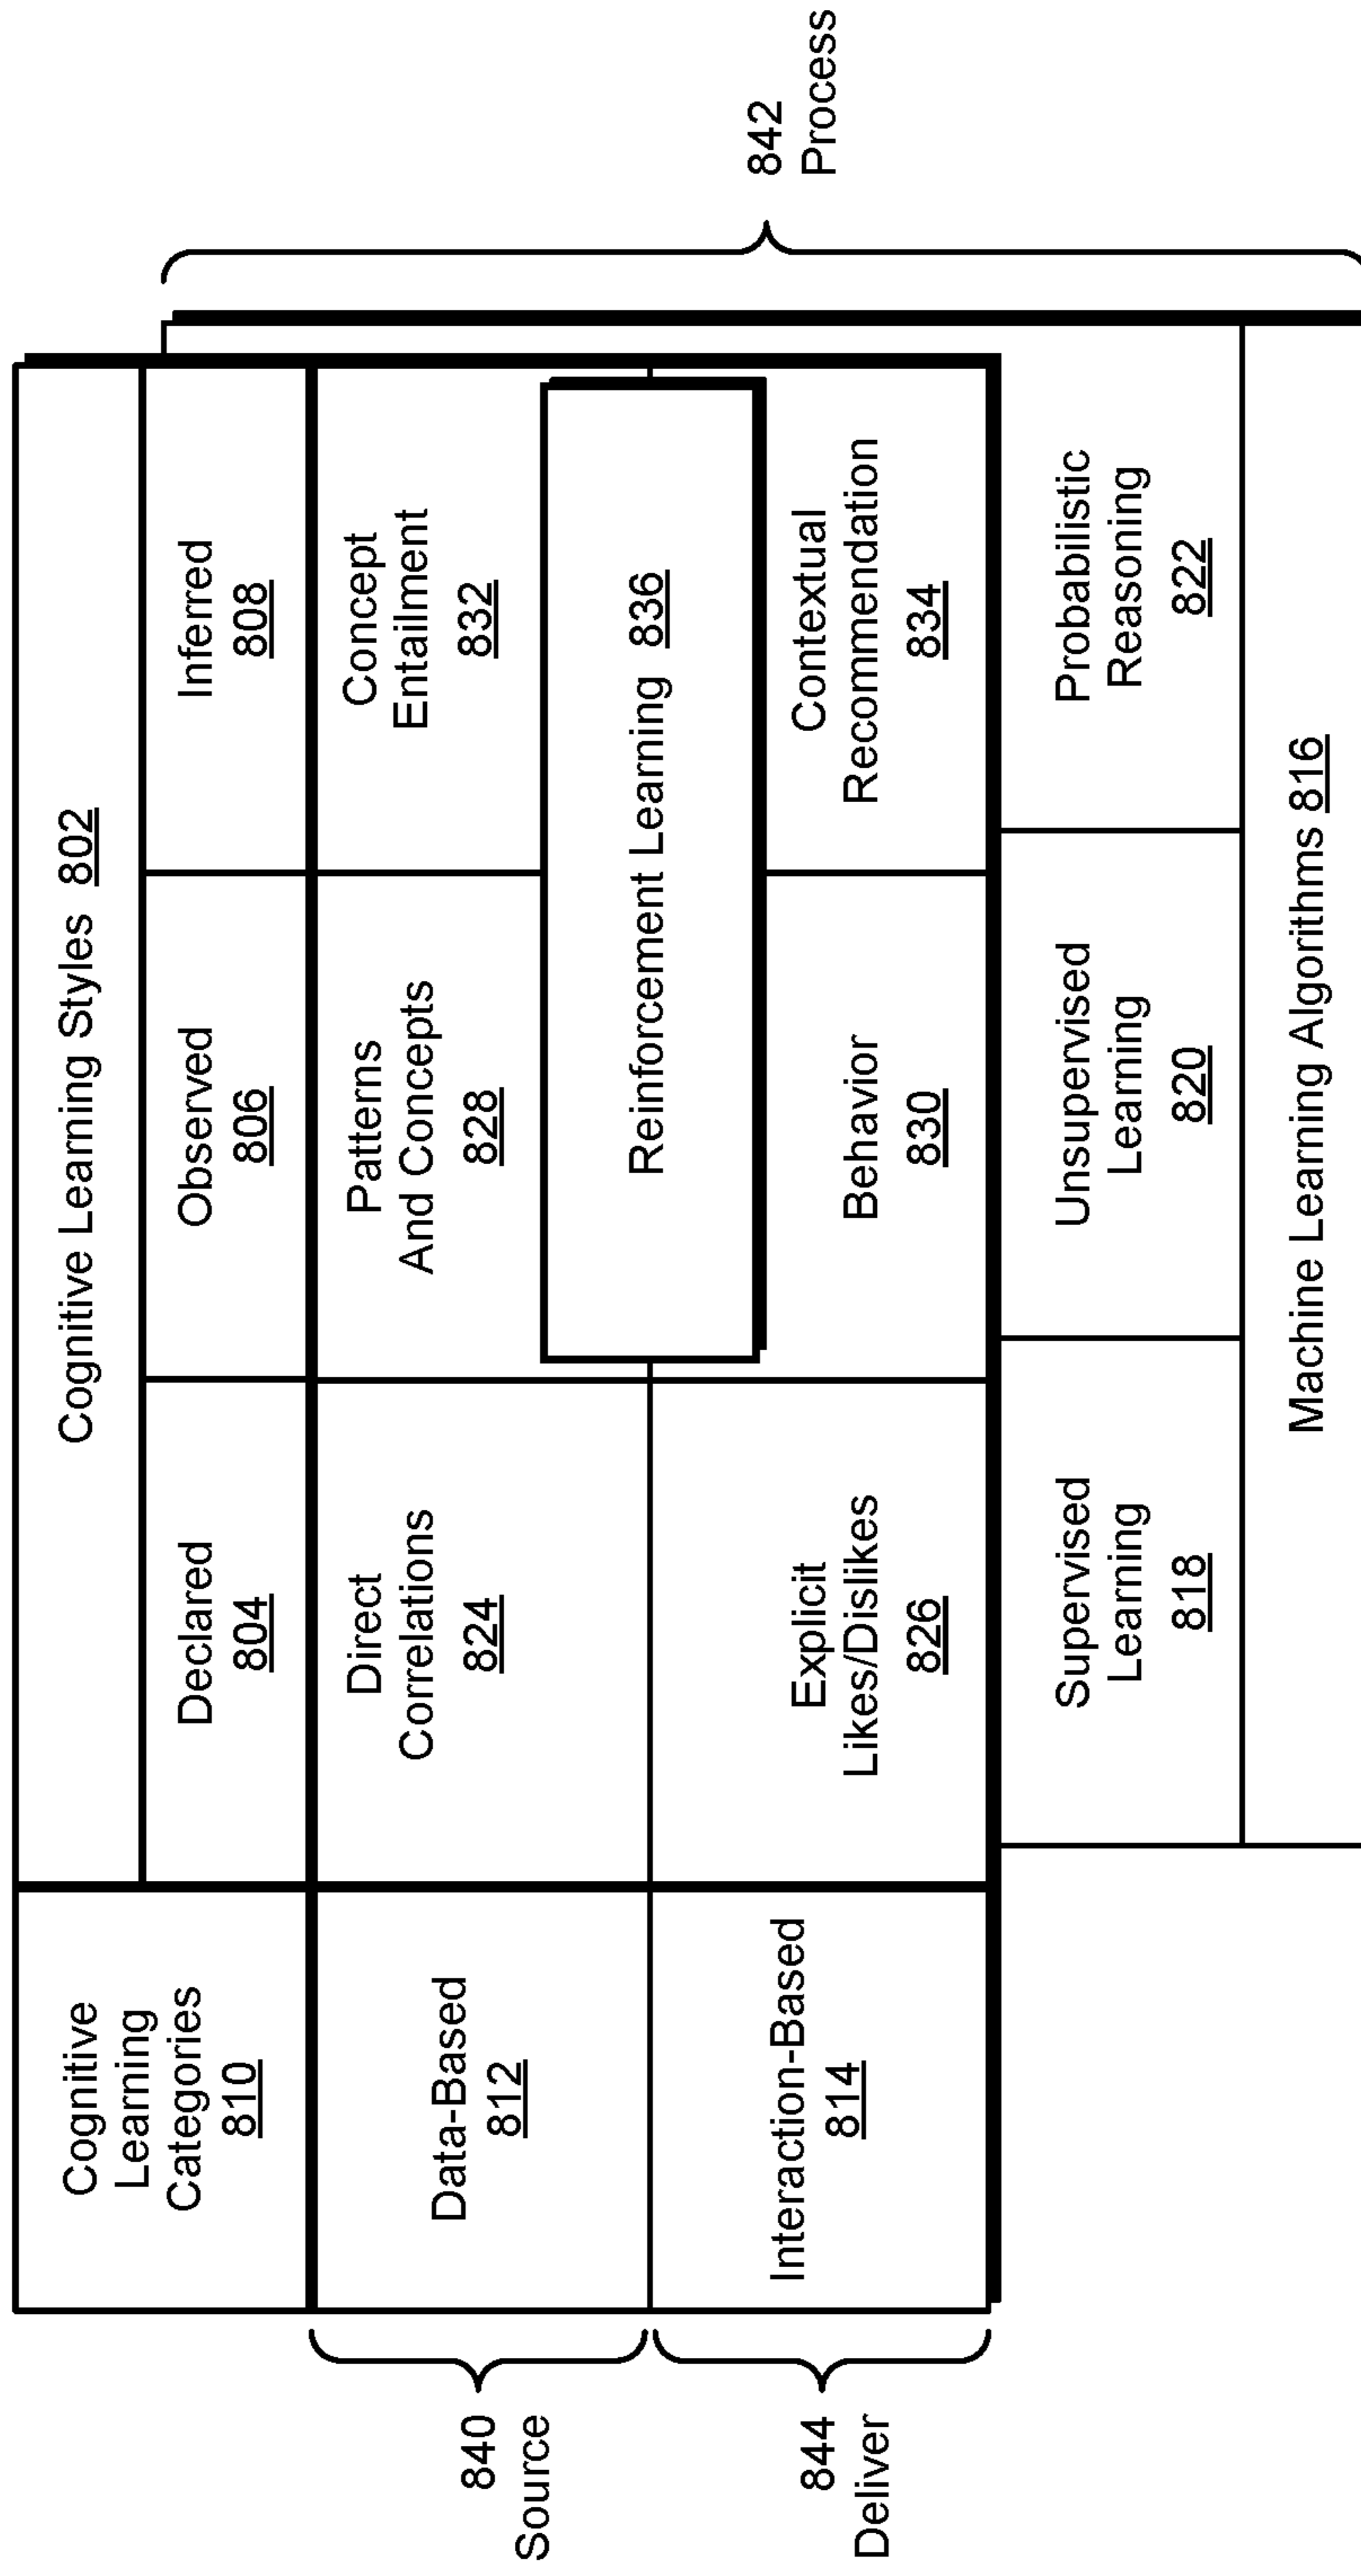 Cognitive
Learning
Categories
810
Cognitive Learning Styles 802
Declared
804
Observed
806
Inferred
808
840
Source
Data-Based
812
Direct
Correlations
824
Patterns
And Concepts
828
Concept
Entailment
832
Reinforcement Learning 836
844
Deliver
Interaction-Based
814
Explicit
Likes/Dislikes
826
Behavior
830
Contextual
Recommendation
834
842
Process
Supervised
Learning
818
Unsupervised
Learning
820
Probabilistic
Reasoning
822
Machine Learning Algorithms 816